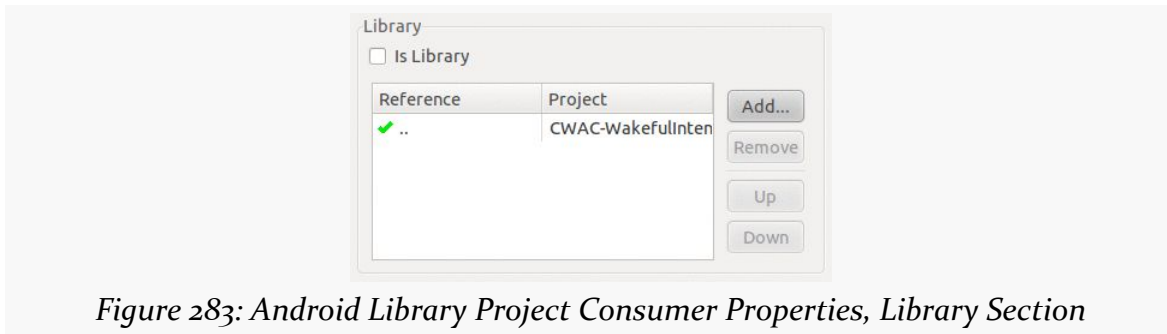 Library
Is Library
Reference Project
.. CWAC-WakefulInten
Add...
Remove
Up
Down
Figure 283: Android Library Project Consumer Properties, Library Section